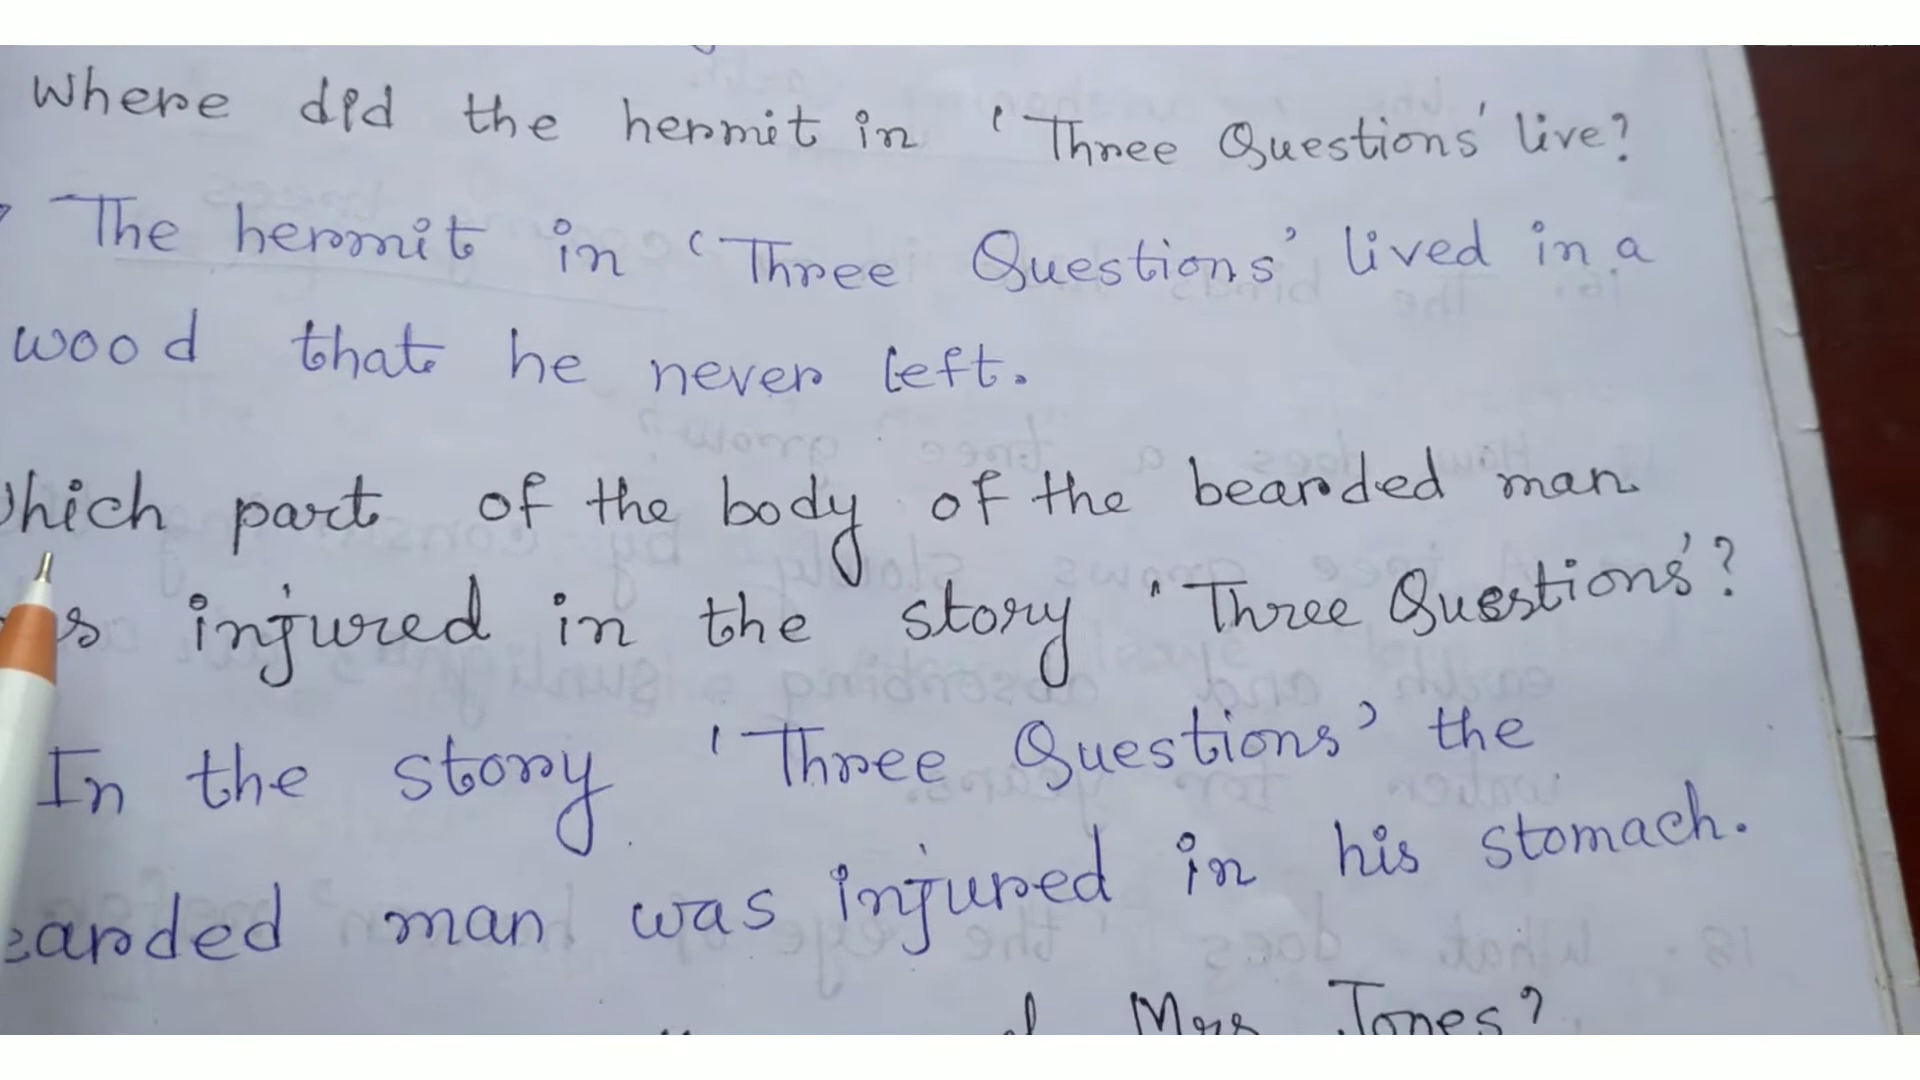 Where did the hermit in 'Three Questions' live?
The hermit in 'Three Questions' lived in a
wood that he never left.
which part of the body of the bearded man
injured in the story 'Three Questions'?
In the story 'Three Questions' the
earded man was injured in his stomach.
Mrs Jones?